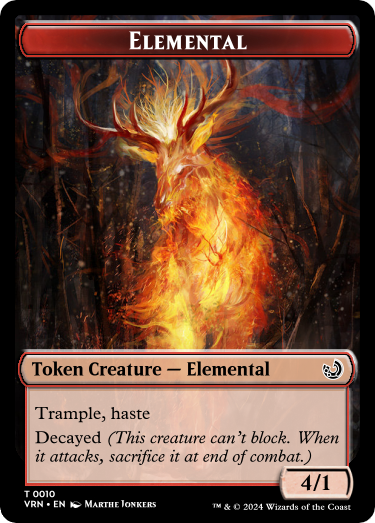 Elemental
Token Creature — Elemental
Trample, haste
Decayed (This creature can't block. When
it attacks, sacrifice it at end of combat.)
4/1
T 0010
VRN • EN Marthe Jonkers
™ & © 2024 Wizards of the Coast